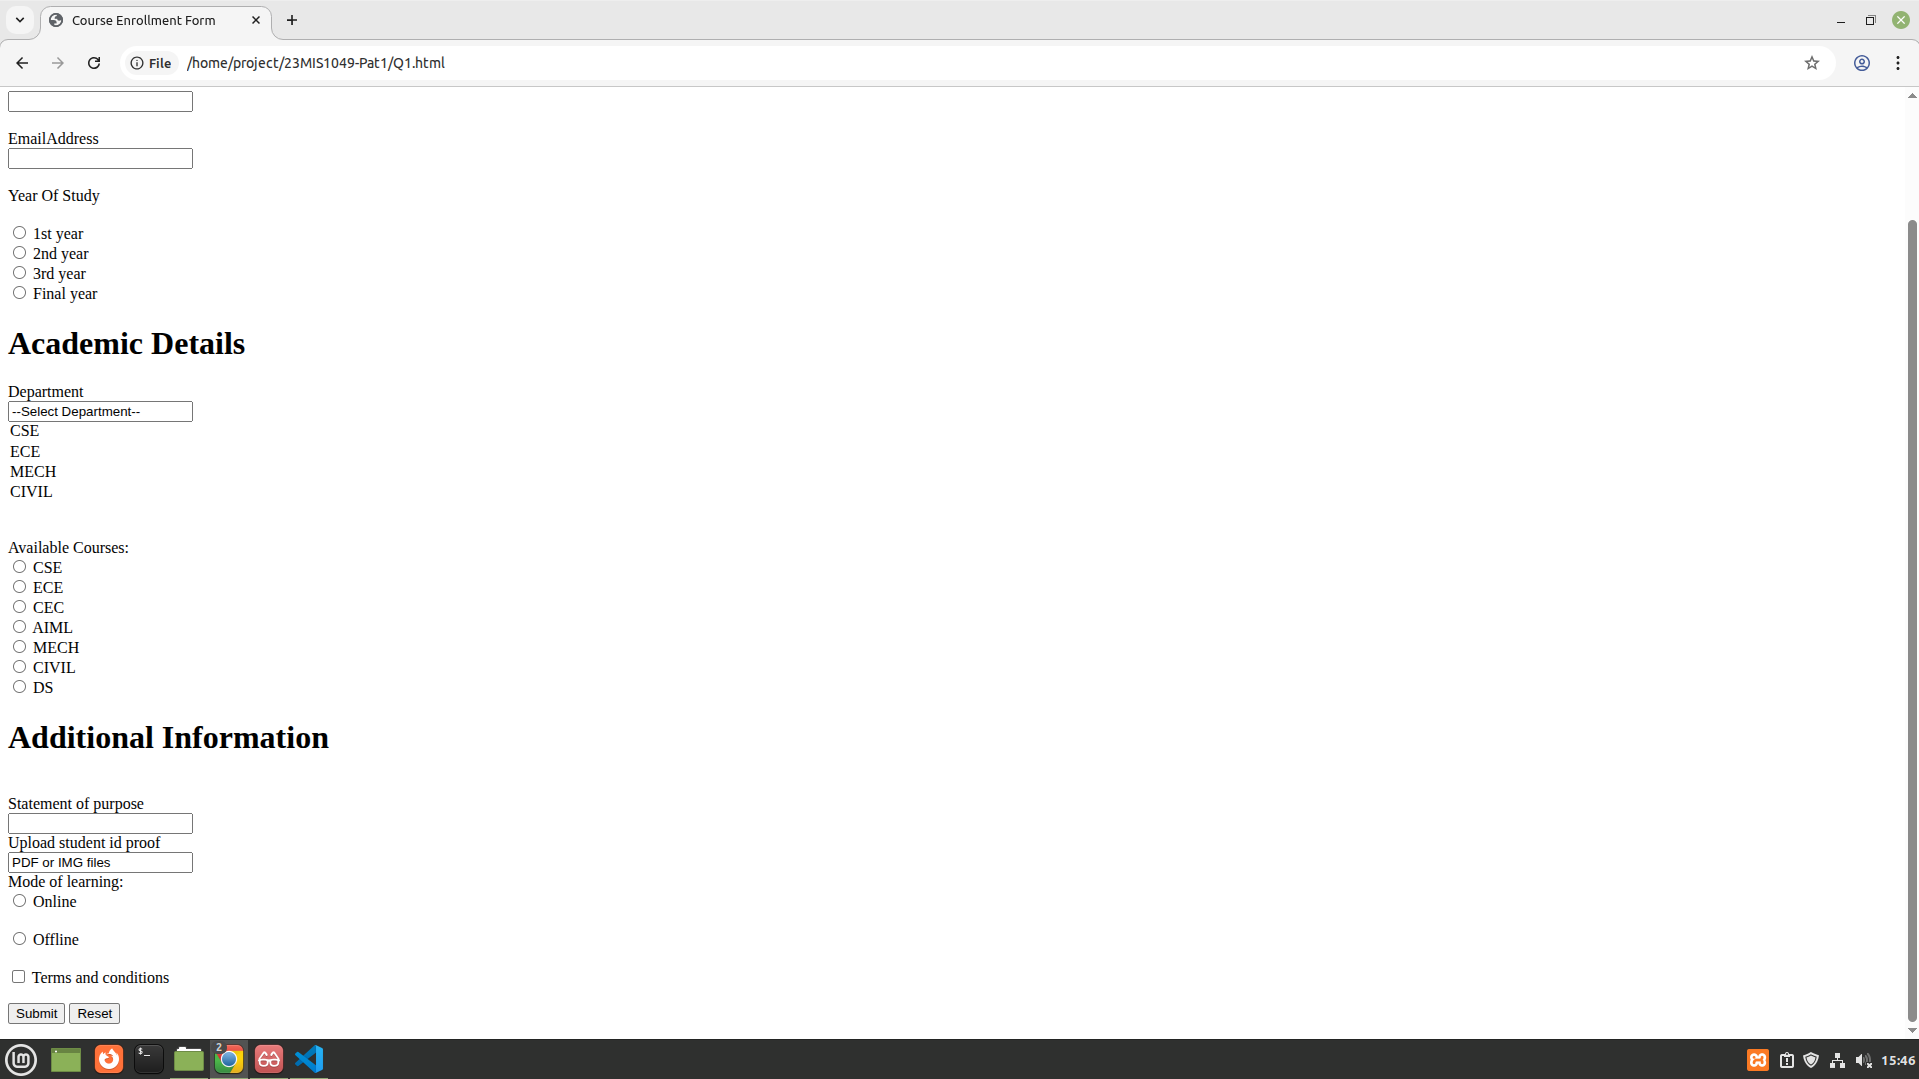 Course Enrollment Form
File /home/project/23MIS1049-Pat1/Q1.html
EmailAddress
Year Of Study
1st year
2nd year
3rd year
Final year
Academic Details
Department
--Select Department--
CSE
ECE
MECH
CIVIL
Available Courses:
CSE
ECE
CEC
AIML
MECH
CIVIL
DS
Additional Information
Statement of purpose
Upload student id proof
PDF or IMG files
Mode of learning:
Online
Offline
Terms and conditions
Submit Reset
$_ 2 15:46